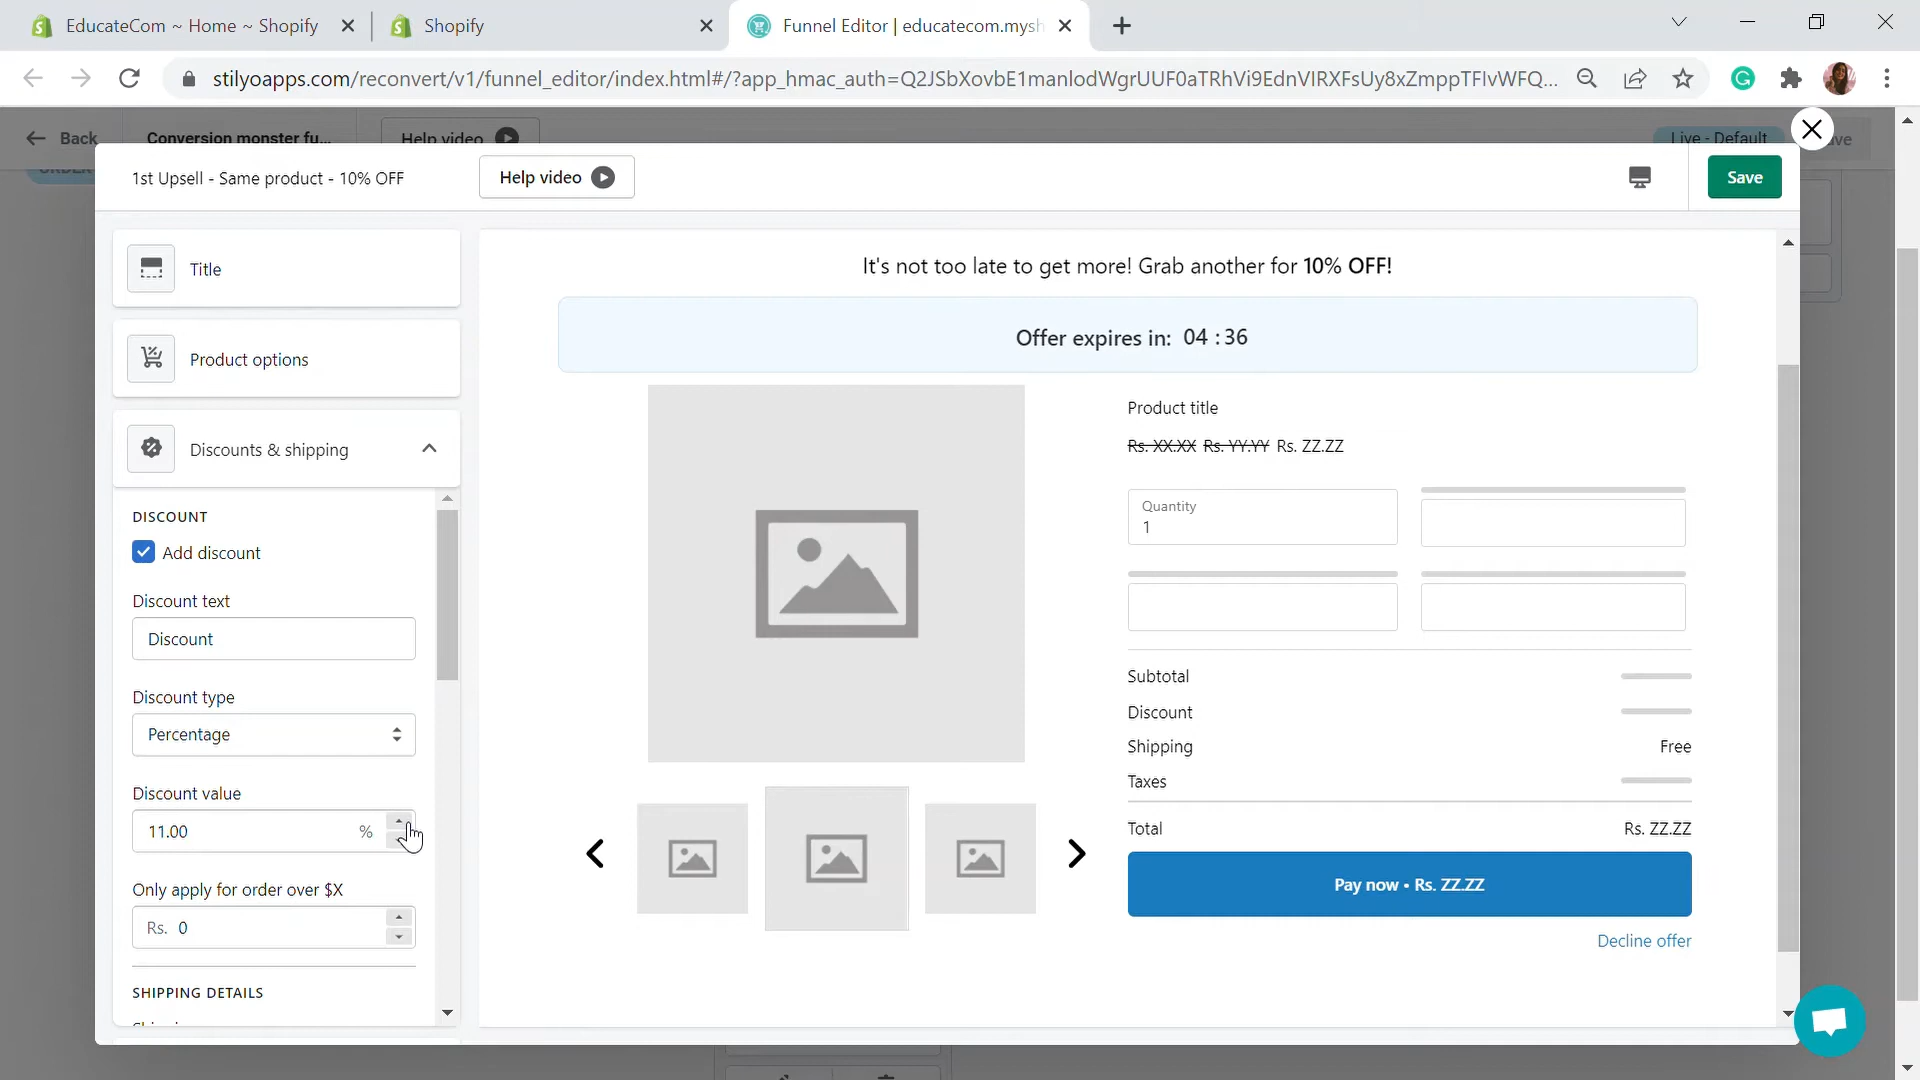 EducateCom ~ Home ~ Shopify
Shopify
Funnel Editor | educatecom.mysh
stilyoapps.com/reconvert/v1/funnel_editor/index.html#/?app_hmac_auth=Q2JSbXovbE1manlodWgrUUF0aTRhVi9EdnVIRXFsUy8xZmppTFIvWFQ...
Back
Conversion monster fu...
Help video
Live - Default
ORDER
1st Upsell - Same product - 10% OFF
Help video
Save
Title
Product options
Discounts & shipping
DISCOUNT
Add discount
Discount text
Discount
Discount type
Percentage
Discount value
11.00 %
Only apply for order over $X
Rs. 0
SHIPPING DETAILS
It's not too late to get more! Grab another for 10% OFF!
Offer expires in: 04 : 36
Product title
Rs. XX.XX Rs. YY.YY Rs. ZZ.ZZ
Quantity
1
Subtotal
Discount
Shipping Free
Taxes
Total Rs. ZZ.ZZ
Pay now • Rs. ZZ.ZZ
Decline offer